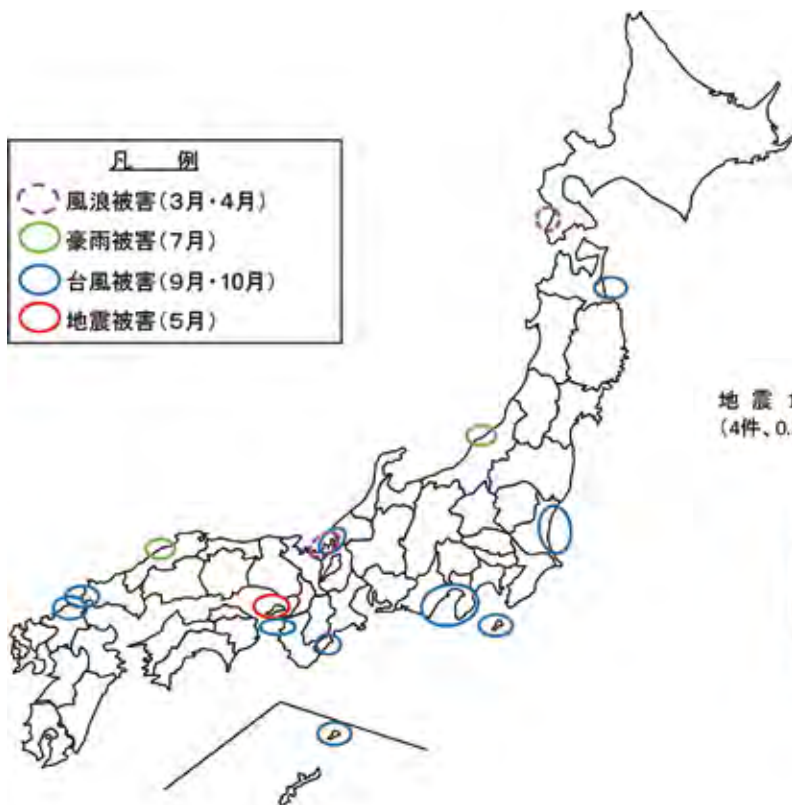 凡 例
風浪被害(3月・4月)
豪雨被害(7月)
台風被害(9月・10月)
地震被害(5月)
地 震
(4件、0.